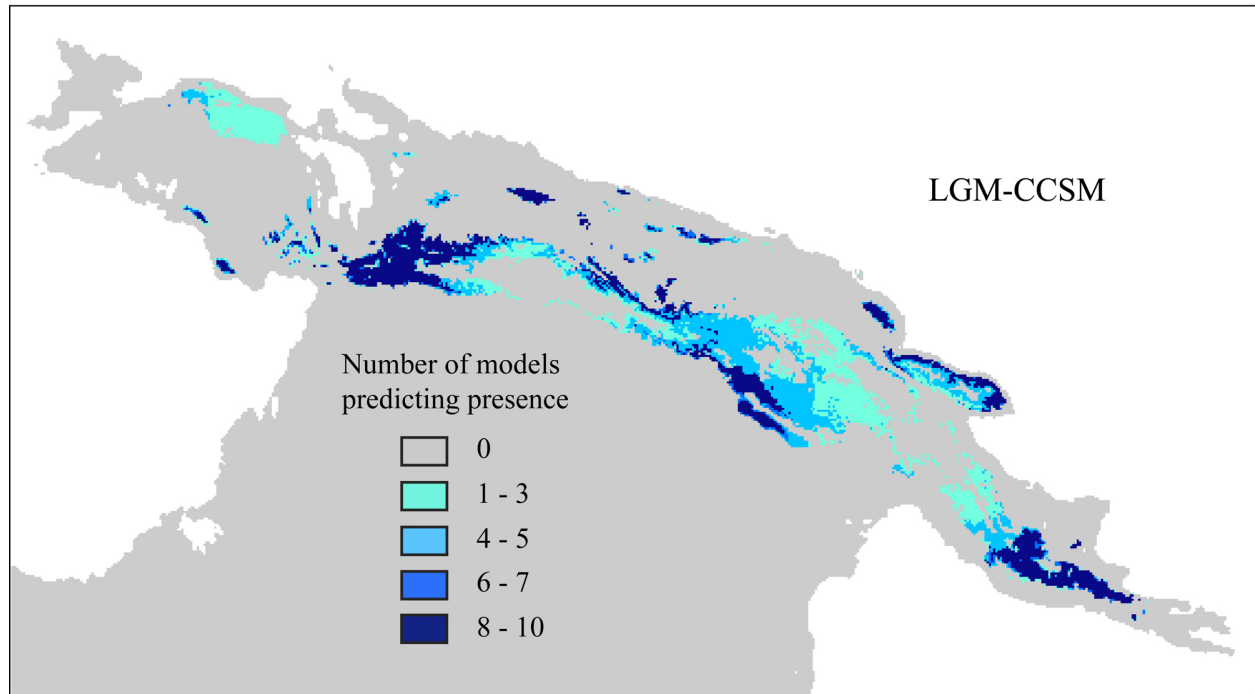 LGM-CCSM
Number of models
predicting presence
0
1 - 3
4 - 5
6 - 7
8 - 10